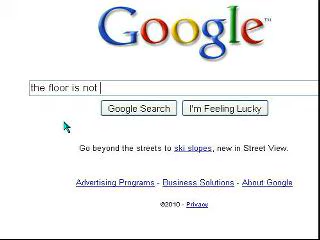 Google™
the floor is not
Google Search I'm Feeling Lucky
Go beyond the streets to ski slopes, new in Street View.
Advertising Programs - Business Solutions - About Google
©2010 - Privacy